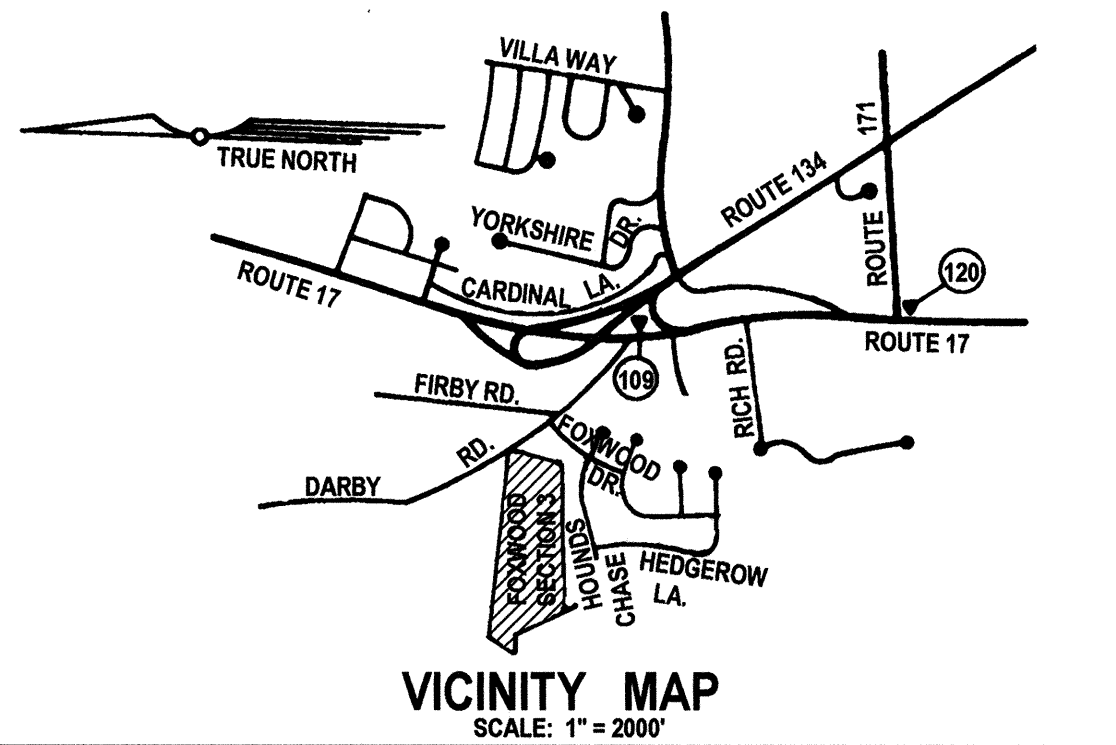 VILLA WAY
171
TRUE NORTH
ROUTE 134
YORKSHIRE
DR.
ROUTE
120
ROUTE 17
CARDINAL
LA.
ROUTE 17
109
RICH RD.
FIRBY RD.
FOXWOOD
DR.
RD.
DARBY
FOXWOOD
SECTION 3
HOUNDS
CHASE
HEDGEROW
LA.
VICINITY MAP
SCALE: 1" = 2000'